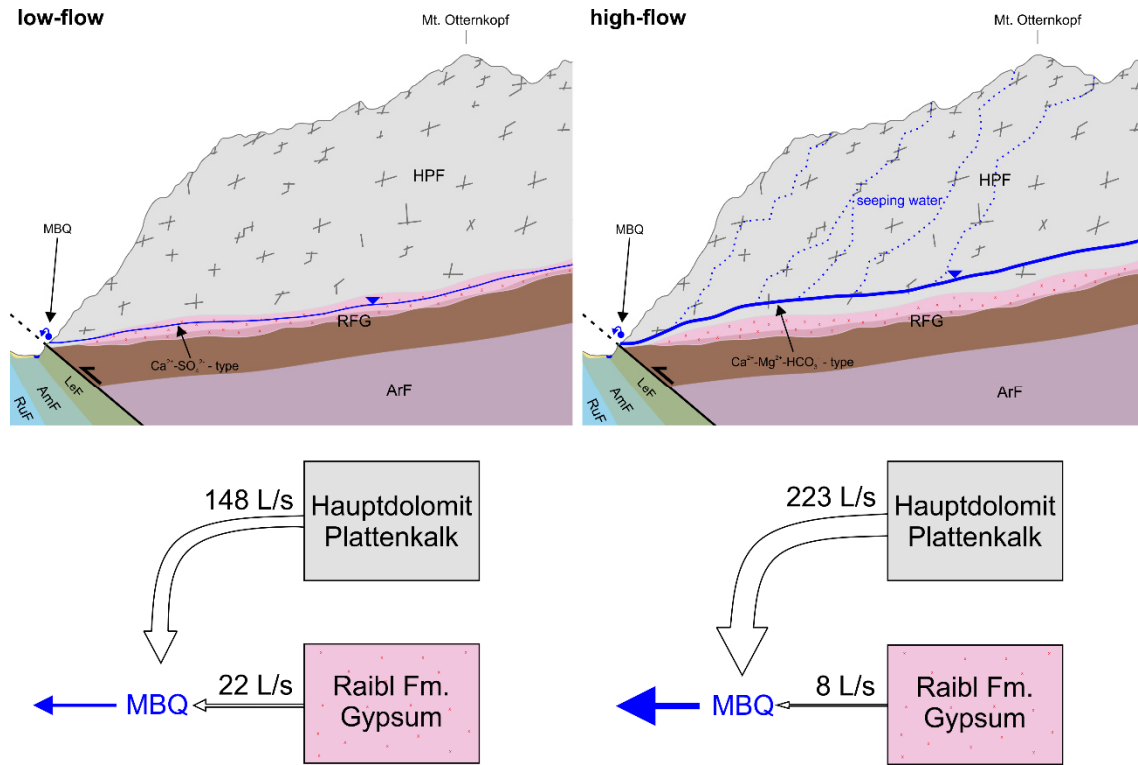 low-flow
Mt. Otternkopf
HPF
MBQ
RFG
Ca²⁺-SO₄²⁻ - type
ArF
LeF
AmF
RuF
high-flow
Mt. Otternkopf
HPF
seeping water
MBQ
RFG
Ca²⁺-Mg²⁺-HCO₃⁻ - type
ArF
LeF
AmF
RuF
148 L/s
Hauptdolomit
Plattenkalk
22 L/s
MBQ
Raibl Fm.
Gypsum
223 L/s
Hauptdolomit
Plattenkalk
8 L/s
MBQ
Raibl Fm.
Gypsum